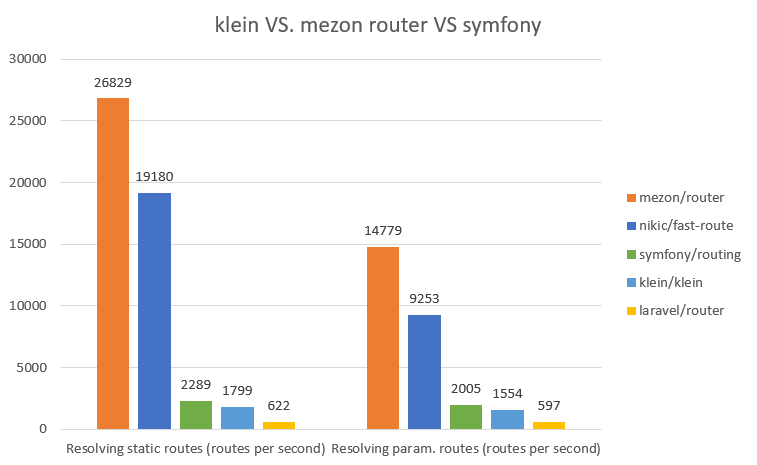 klein VS. mezon router VS symfony
30000
25000
20000
15000
10000
5000
0
26829
19180
2289
1799
622
14779
9253
2005
1554
597
Resolving static routes (routes per second)
Resolving param. routes (routes per second)
mezon/router
nikic/fast-route
symfony/routing
klein/klein
laravel/router